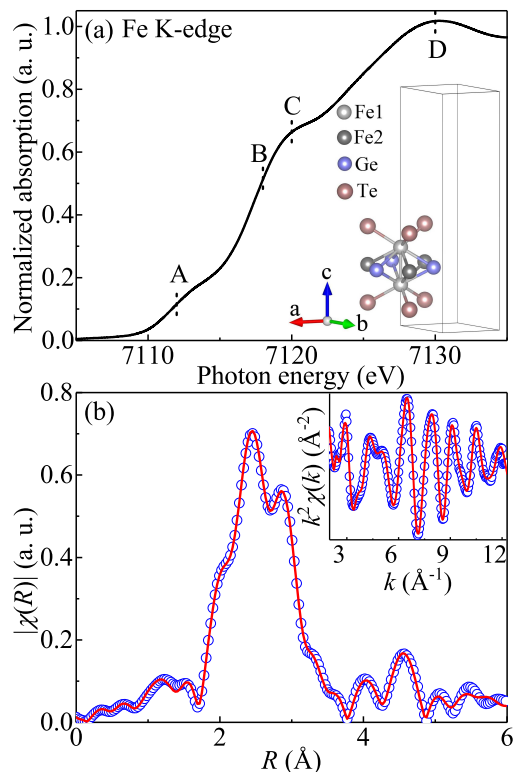 (a) Fe K-edge
Normalized absorption (a. u.)
1.0
0.8
0.6
0.4
0.2
0.0
A
B
C
D
Fe1
Fe2
Ge
Te
c
a
b
7110 7120 7130
Photon energy (eV)
(b)
|χ(R)| (a. u.)
0.8
0.6
0.4
0.2
0.0
k²χ(k) (Å⁻²)
3 6 9 12
k (Å⁻¹)
0 2 4 6
R (Å)